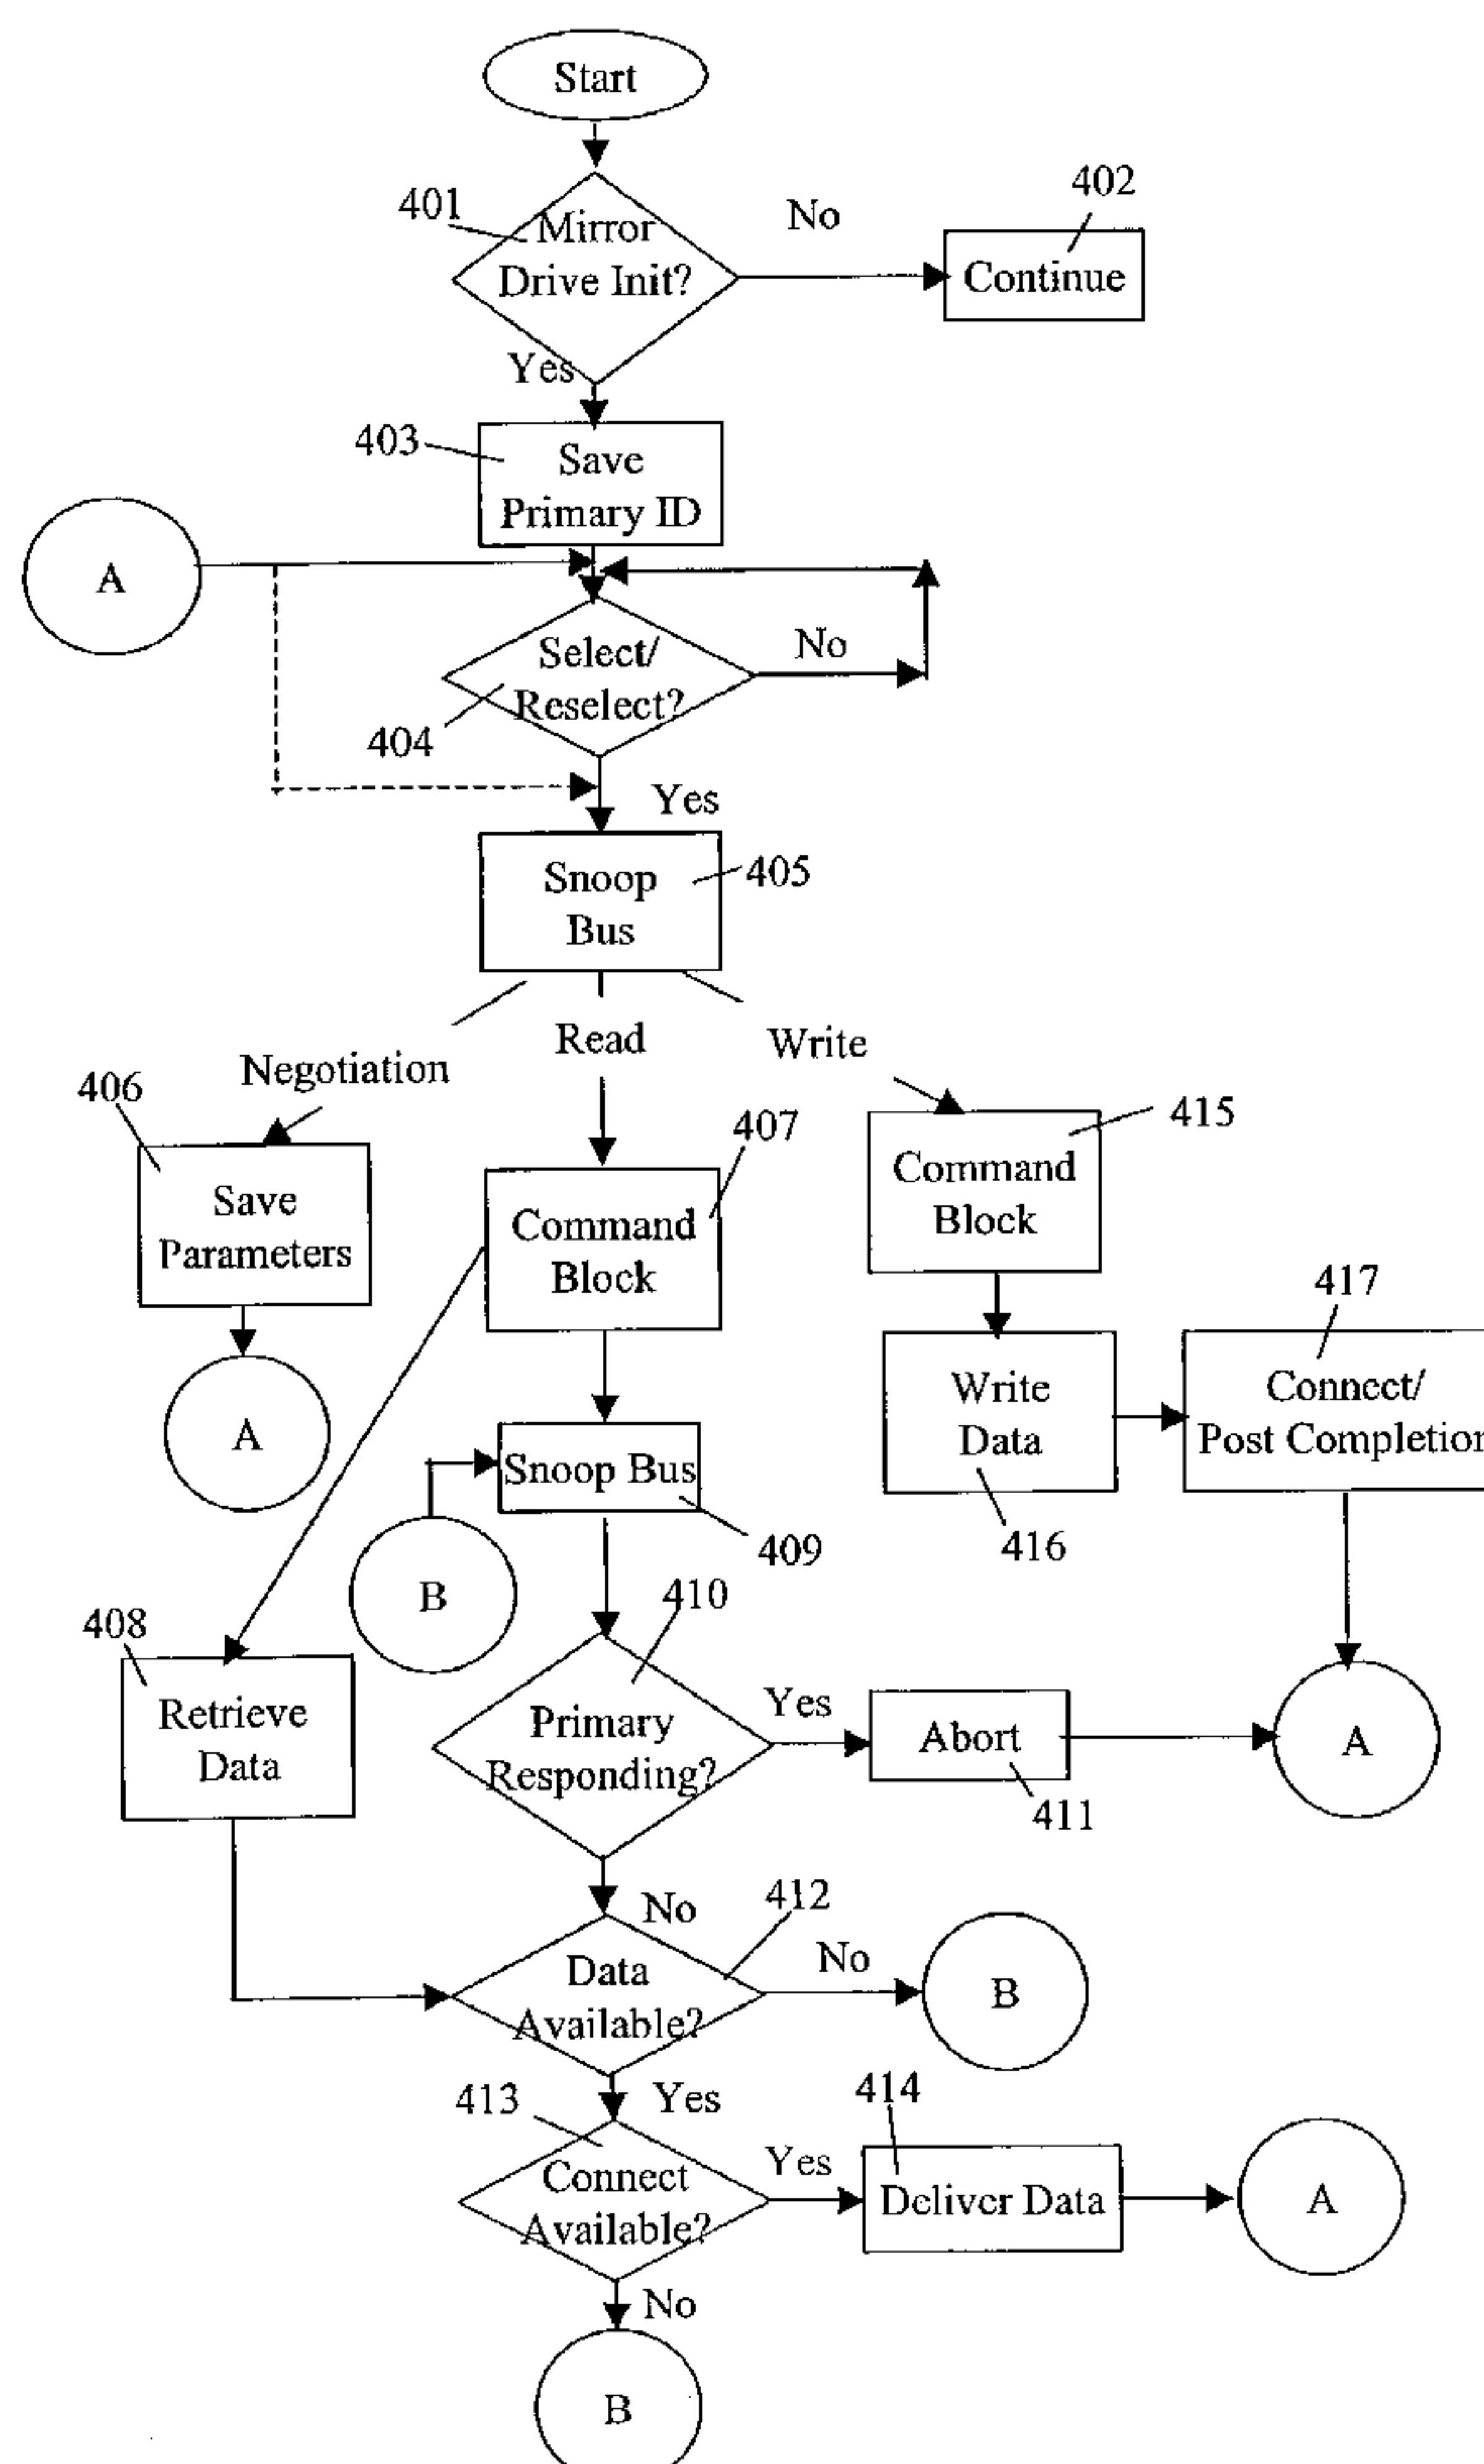 Start
401
Mirror
Drive Init?
No
402
Continue
Yes
403
Save
Primary ID
A
Select/
Reselect?
No
404
Yes
Snoop
Bus
405
Negotiation
Read
Write
406
Save
Parameters
407
Command
Block
415
Command
Block
A
Write
Data
416
417
Connect/
Post Completion
Snoop Bus
409
B
408
Retrieve
Data
410
Primary
Responding?
Yes
Abort
411
A
No
412
Data
Available?
No
B
Yes
413
Connect
Available?
Yes
414
Deliver Data
A
No
B